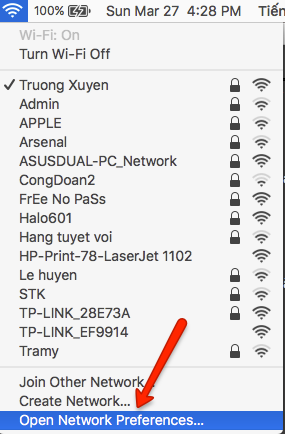 100% Sun Mar 27 4:28 PM Tiến
Wi-Fi: On
Turn Wi-Fi Off
✓ Truong Xuyen
Admin
APPLE
Arsenal
ASUSDUAL-PC_Network
CongDoan2
FrEe No PaSs
Halo601
Hang tuyet voi
HP-Print-78-LaserJet 1102
Le huyen
STK
TP-LINK_28E73A
TP-LINK_EF9914
Tramy
Join Other Network...
Create Network...
Open Network Preferences...